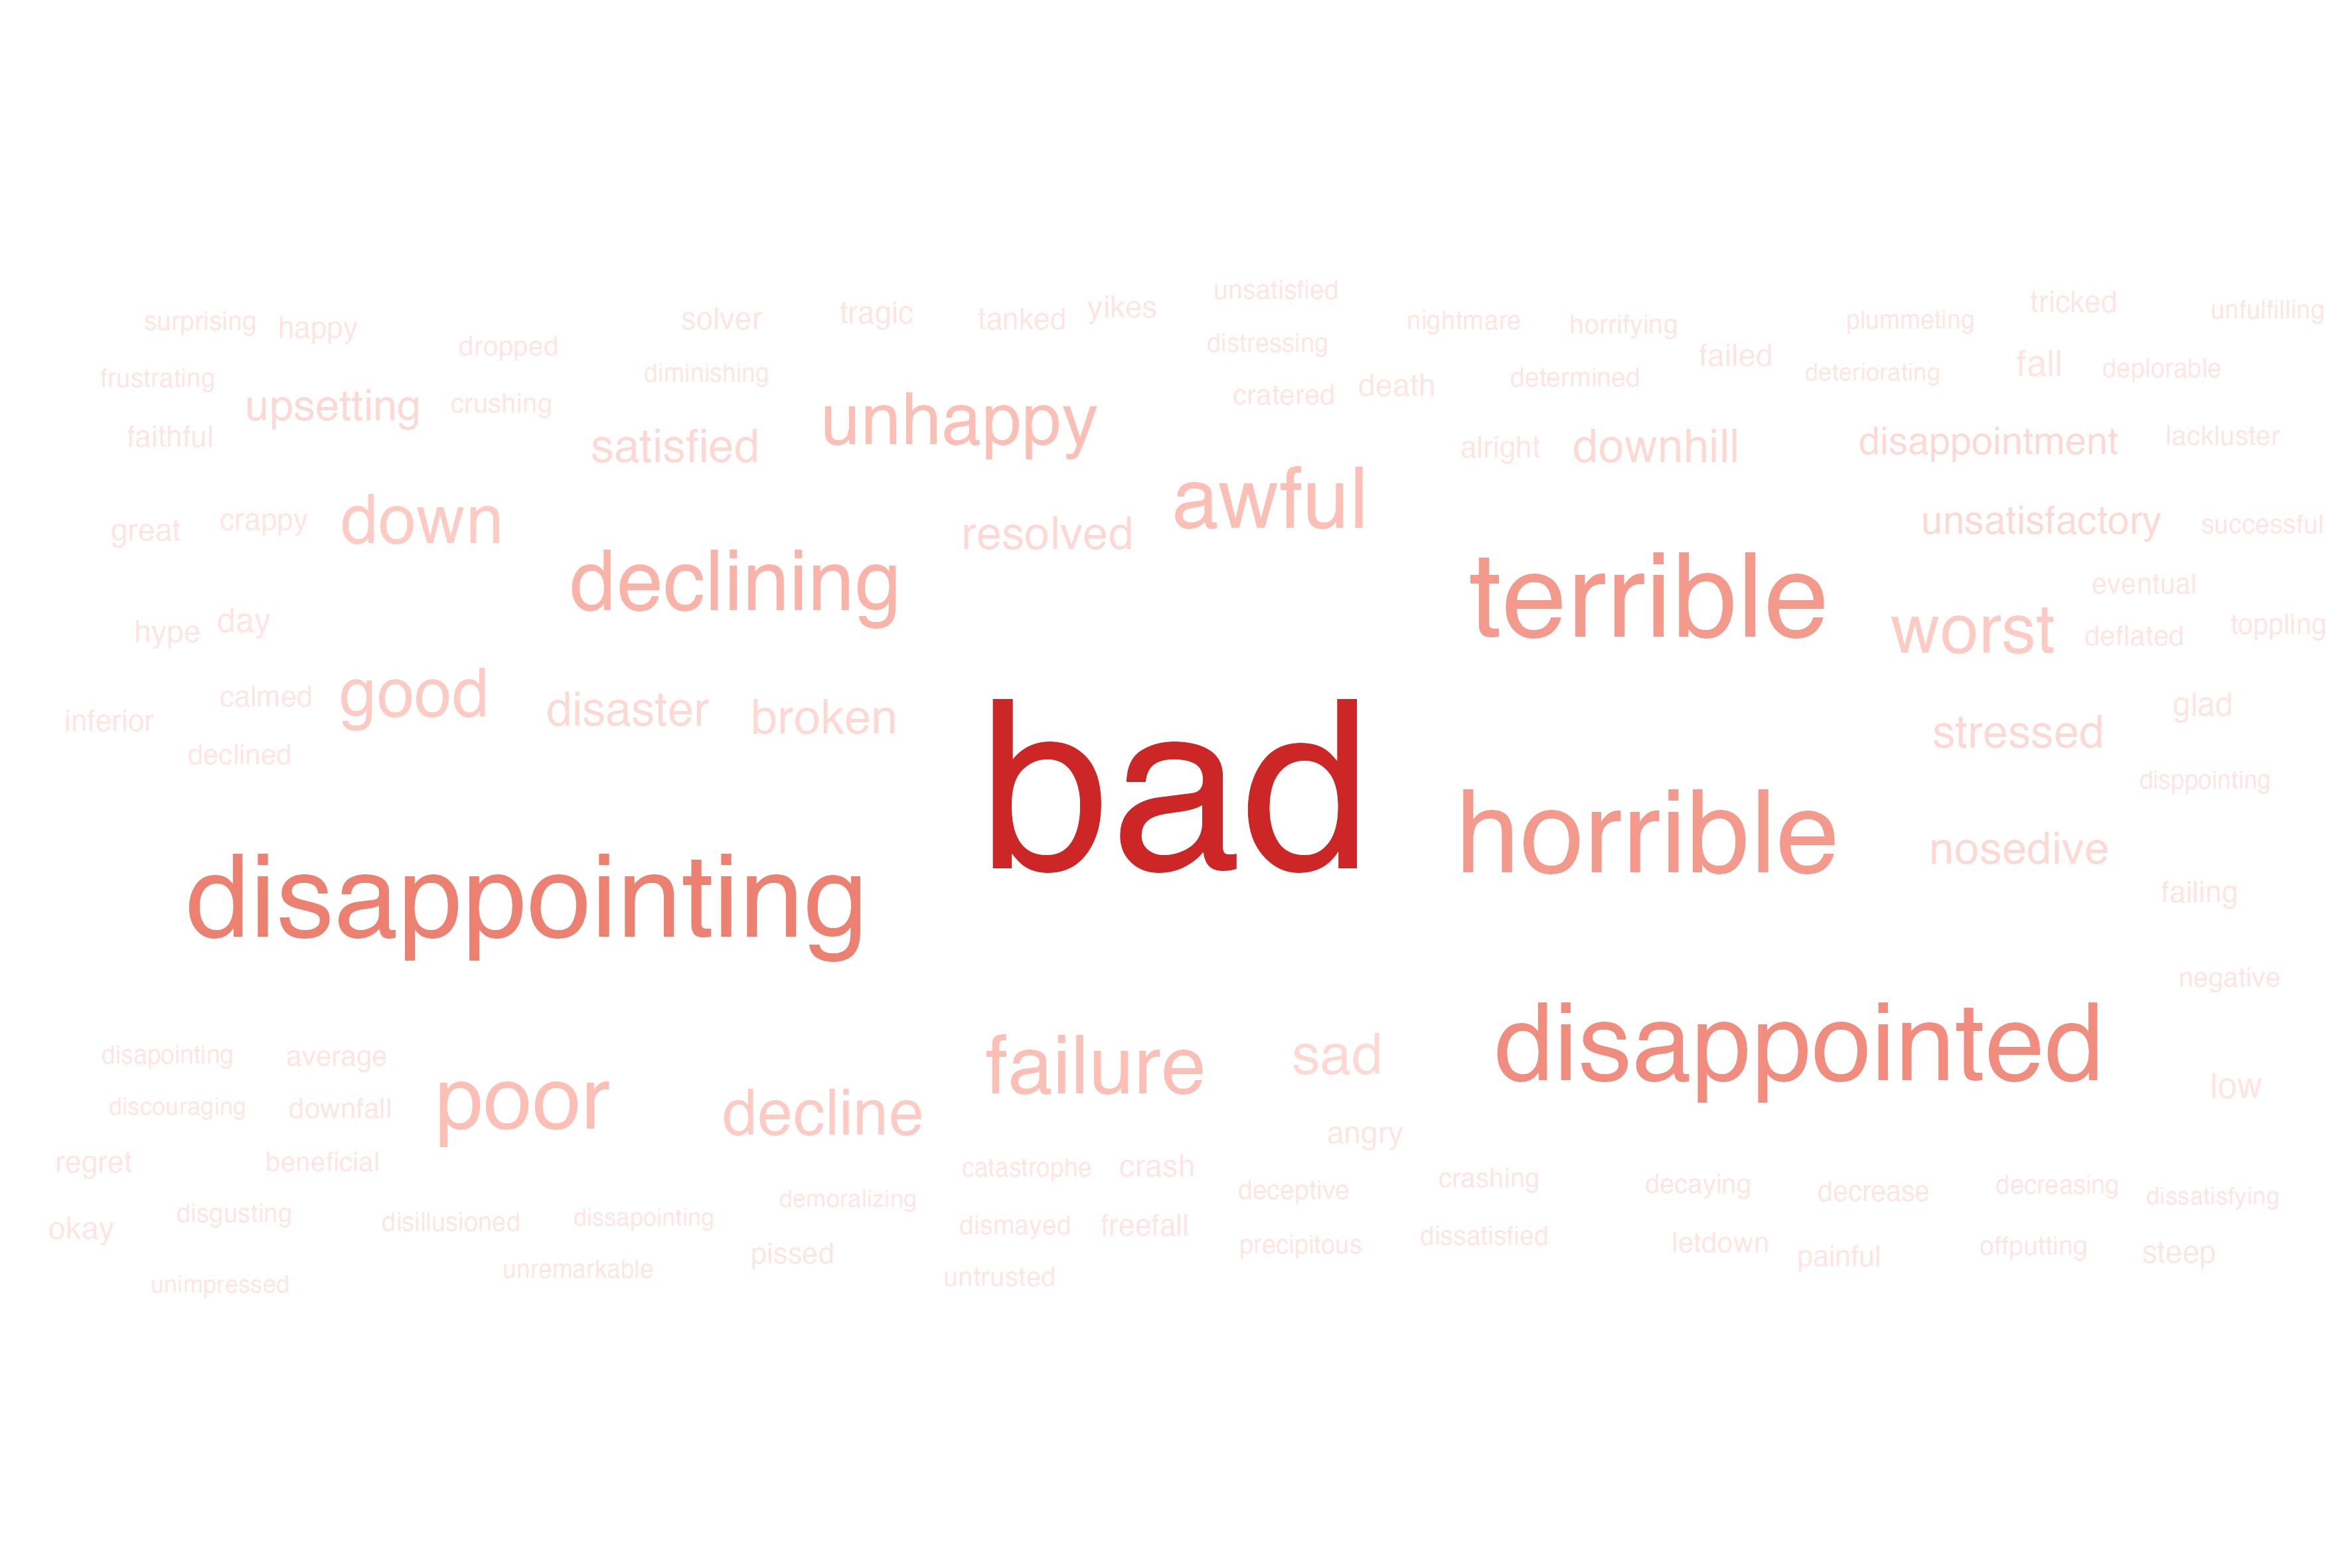 unsatisfied
surprising happy solver tragic tanked yikes nightmare horrifying plummeting tricked unfulfilling
dropped distressing failed
frustrating diminishing cratered death determined deteriorating fall deplorable
upsetting crushing unhappy
faithful satisfied alright downhill disappointment lackluster
great crappy down resolved awful unsatisfactory successful
declining terrible eventual
hype day worst deflated toppling
inferior calmed good disaster broken stressed glad
declined bad disppointing
horrible nosedive
disappointing failing
negative
disapointing average failure sad disappointed low
discouraging downfall poor decline angry
regret beneficial catastrophe crash crashing decaying decrease decreasing dissatisfying
disgusting demoralizing deceptive
okay disillusioned dissapointing dismayed freefall precipitous dissatisfied letdown painful offputting steep
unimpressed unremarkable pissed untrusted